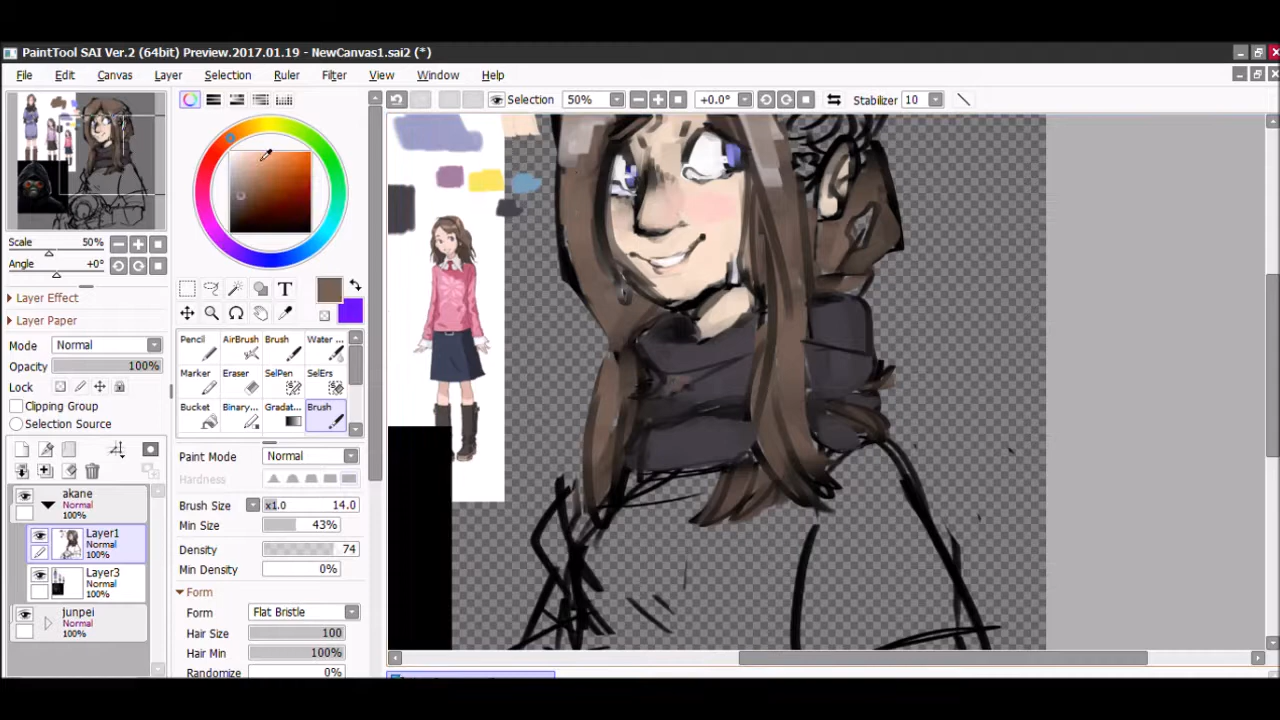 PaintTool SAI Ver.2 (64bit) Preview.2017.01.19 - NewCanvas1.sai2 (*)
File Edit Canvas Layer Selection Ruler Filter View Window Help
Selection 50% +0.0° Stabilizer 10
Scale 50%
Angle +0°
Layer Effect
Layer Paper
Mode Normal
Opacity 100%
Lock
Clipping Group
Selection Source
akane
Normal
100%
Layer1
Normal
100%
Layer3
Normal
100%
junpei
Normal
100%
T
Pencil AirBrush Brush Water ...
Marker Eraser SelPen SelErs
Bucket Binary... Gradat... Brush
Paint Mode Normal
Hardness
Brush Size x1.0 14.0
Min Size 43%
Density 74
Min Density 0%
Form
Form Flat Bristle
Hair Size 100
Hair Min 100%
Randomize 0%